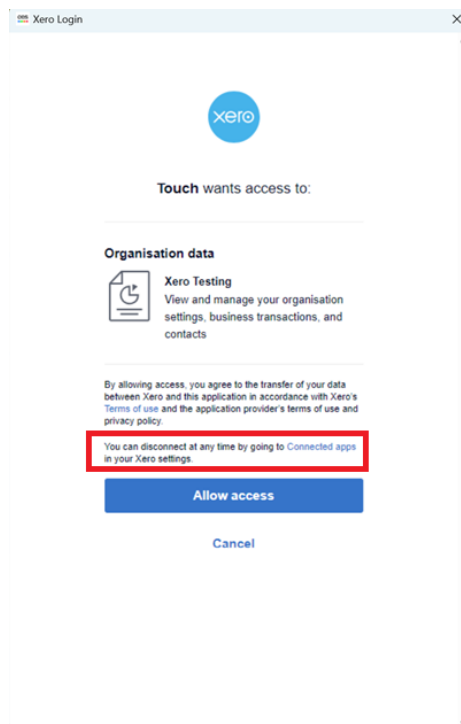 Xero Login
xero
Touch wants access to:
Organisation data
Xero Testing
View and manage your organisation
settings, business transactions, and
contacts
By allowing access, you agree to the transfer of your data
between Xero and this application in accordance with Xero's
Terms of use and the application provider's terms of use and
privacy policy.
You can disconnect at any time by going to Connected apps
in your Xero settings.
Allow access
Cancel